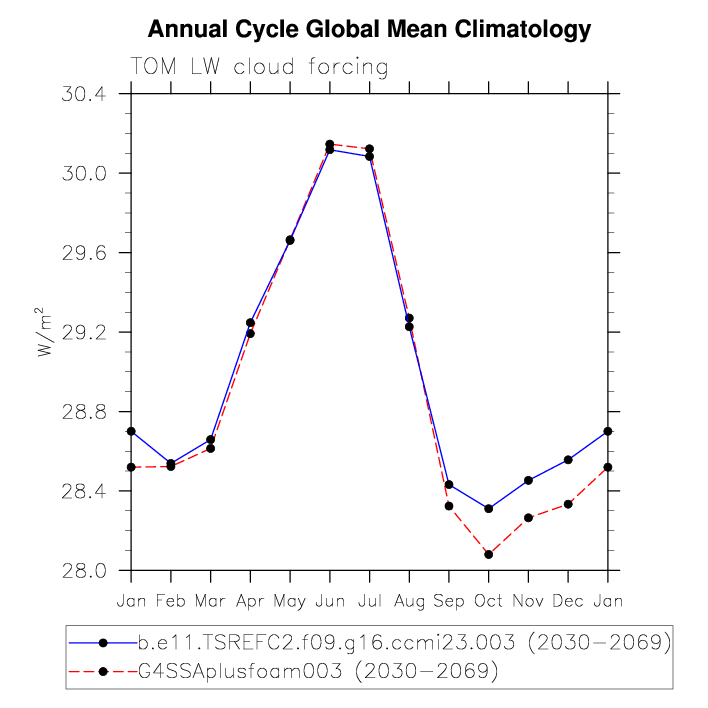 Annual Cycle Global Mean Climatology
TOM LW cloud forcing
30.4
30.0
29.6
29.2
28.8
28.4
28.0
W/m²
Jan Feb Mar Apr May Jun Jul Aug Sep Oct Nov Dec Jan
b.e11.TSREFC2.f09.g16.ccmi23.003 (2030-2069)
G4SSAplusfoam003 (2030-2069)